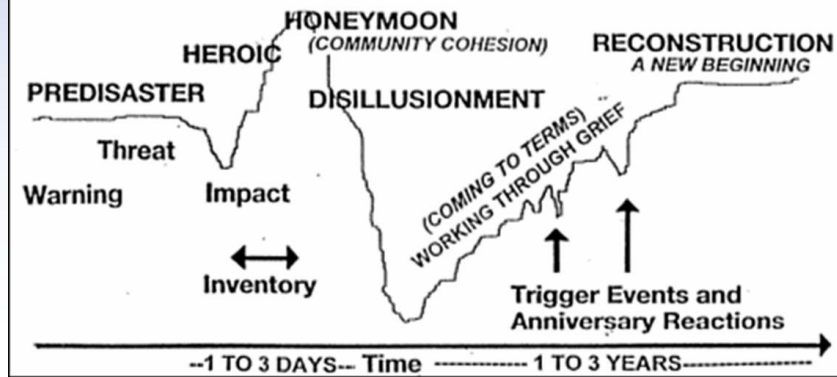 HONEYMOON
(COMMUNITY COHESION)
HEROIC
RECONSTRUCTION
A NEW BEGINNING
PREDISASTER
DISILLUSIONMENT
Threat
Warning
Impact
(COMING TO TERMS)
WORKING THROUGH GRIEF
Inventory
Trigger Events and
Anniversary Reactions
--1 TO 3 DAYS--- Time -------------- 1 TO 3 YEARS--------------------